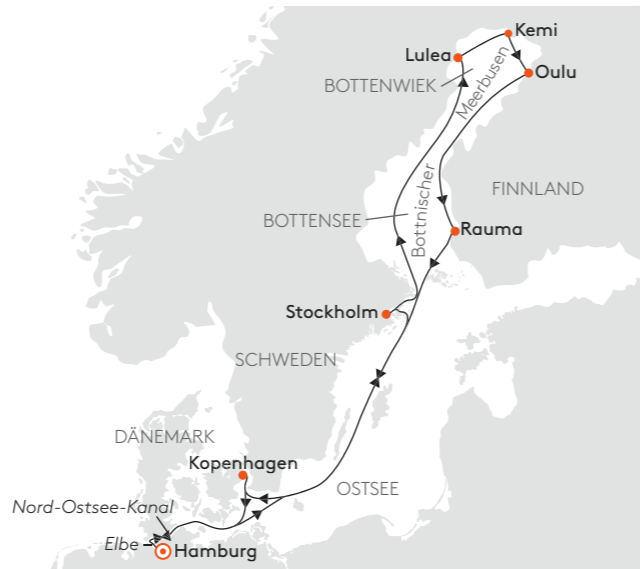 Kemi
Lulea
Oulu
BOTTENWIEK
Meerbusen
FINNLAND
BOTTENSEE
Bottnischer
Rauma
Stockholm
SCHWEDEN
DÄNEMARK
Kopenhagen
OSTSEE
Nord-Ostsee-Kanal
Elbe
Hamburg